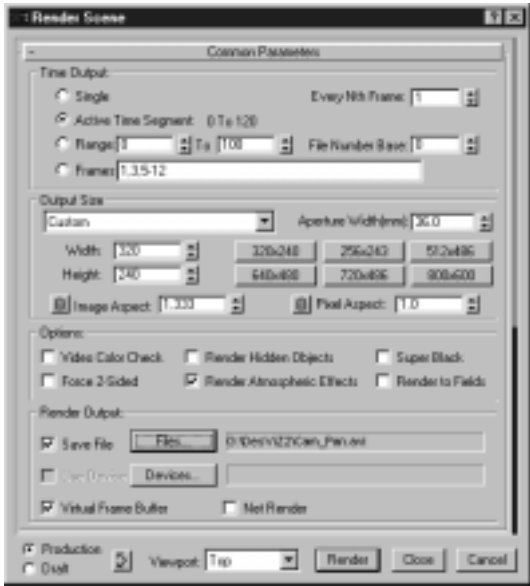 Render Scene
Common Parameters
Time Output:
Single
Every Nth Frame: 1
Active Time Segment: 0 To 120
Range: 0 To 100
File Number Base: 0
Frames 1,3,5-12
Output Size
Custom
Aperture Width(mm): 36.0
Width: 320
320x240 256x243 512x486
Height: 240
640x480 720x486 800x600
Image Aspect: 1.333
Pixel Aspect: 1.0
Options:
Video Color Check
Render Hidden Objects
Super Black
Force 2-Sided
Render Atmospheric Effects
Render to Fields
Render Output:
Save File
Files...
Use Device
Devices...
Virtual Frame Buffer
Net Render
Production
Draft
Viewport: Top
Render
Close
Cancel